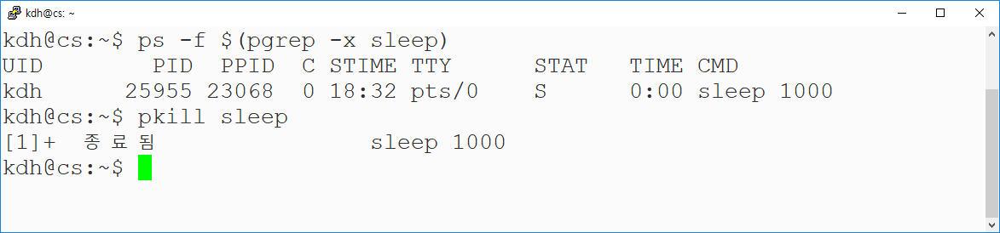 kdh@cs: ~
kdh@cs:~$ ps -f $(pgrep -x sleep)
UID        PID  PPID  C STIME TTY      STAT   TIME CMD
kdh      25955 23068  0 18:32 pts/0    S      0:00 sleep 1000
kdh@cs:~$ pkill sleep
[1]+  종료됨                sleep 1000
kdh@cs:~$